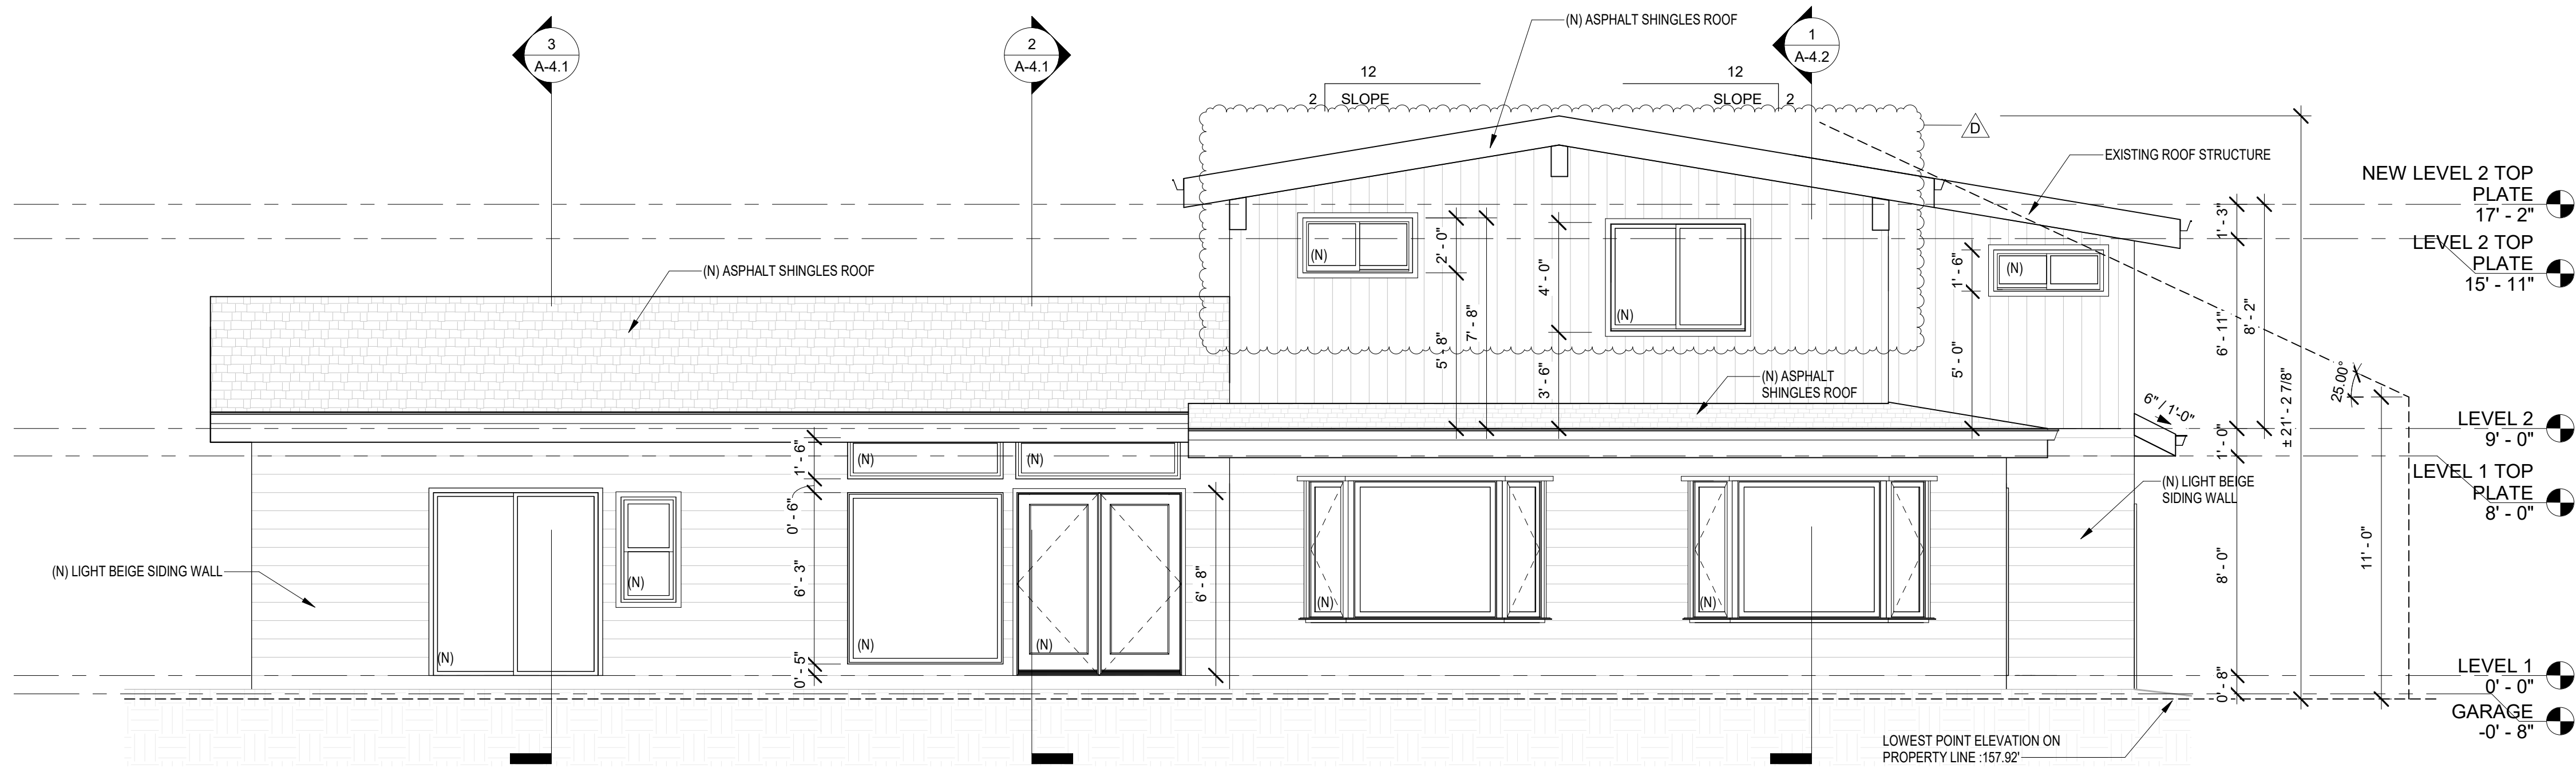 3
A-4.1
2
A-4.1
(N) ASPHALT SHINGLES ROOF
1
A-4.2
12
2 SLOPE
12
SLOPE 2
D
EXISTING ROOF STRUCTURE
NEW LEVEL 2 TOP
PLATE
17' - 2"
LEVEL 2 TOP
PLATE
15' - 11"
(N) ASPHALT SHINGLES ROOF
(N)
2' - 0"
5' - 8"
7' - 8"
4' - 0"
3' - 6"
(N)
1' - 6"
5' - 0"
(N)
1' - 3"
6' - 11"
8' - 2"
± 21' - 2 7/8"
25.00°
(N) ASPHALT
SHINGLES ROOF
6" / 1'-0"
LEVEL 2
9' - 0"
1' - 0"
LEVEL 1 TOP
PLATE
8' - 0"
(N) LIGHT BEIGE
SIDING WALL
8' - 0"
11' - 0"
1' - 6"
0' - 6"
6' - 3"
0' - 5"
(N)
(N)
6' - 8"
(N) LIGHT BEIGE SIDING WALL
(N)
(N)
(N)
(N)
(N)
(N)
LEVEL 1
0' - 0"
0' - 8"
GARAGE
-0' - 8"
LOWEST POINT ELEVATION ON
PROPERTY LINE :157.92'